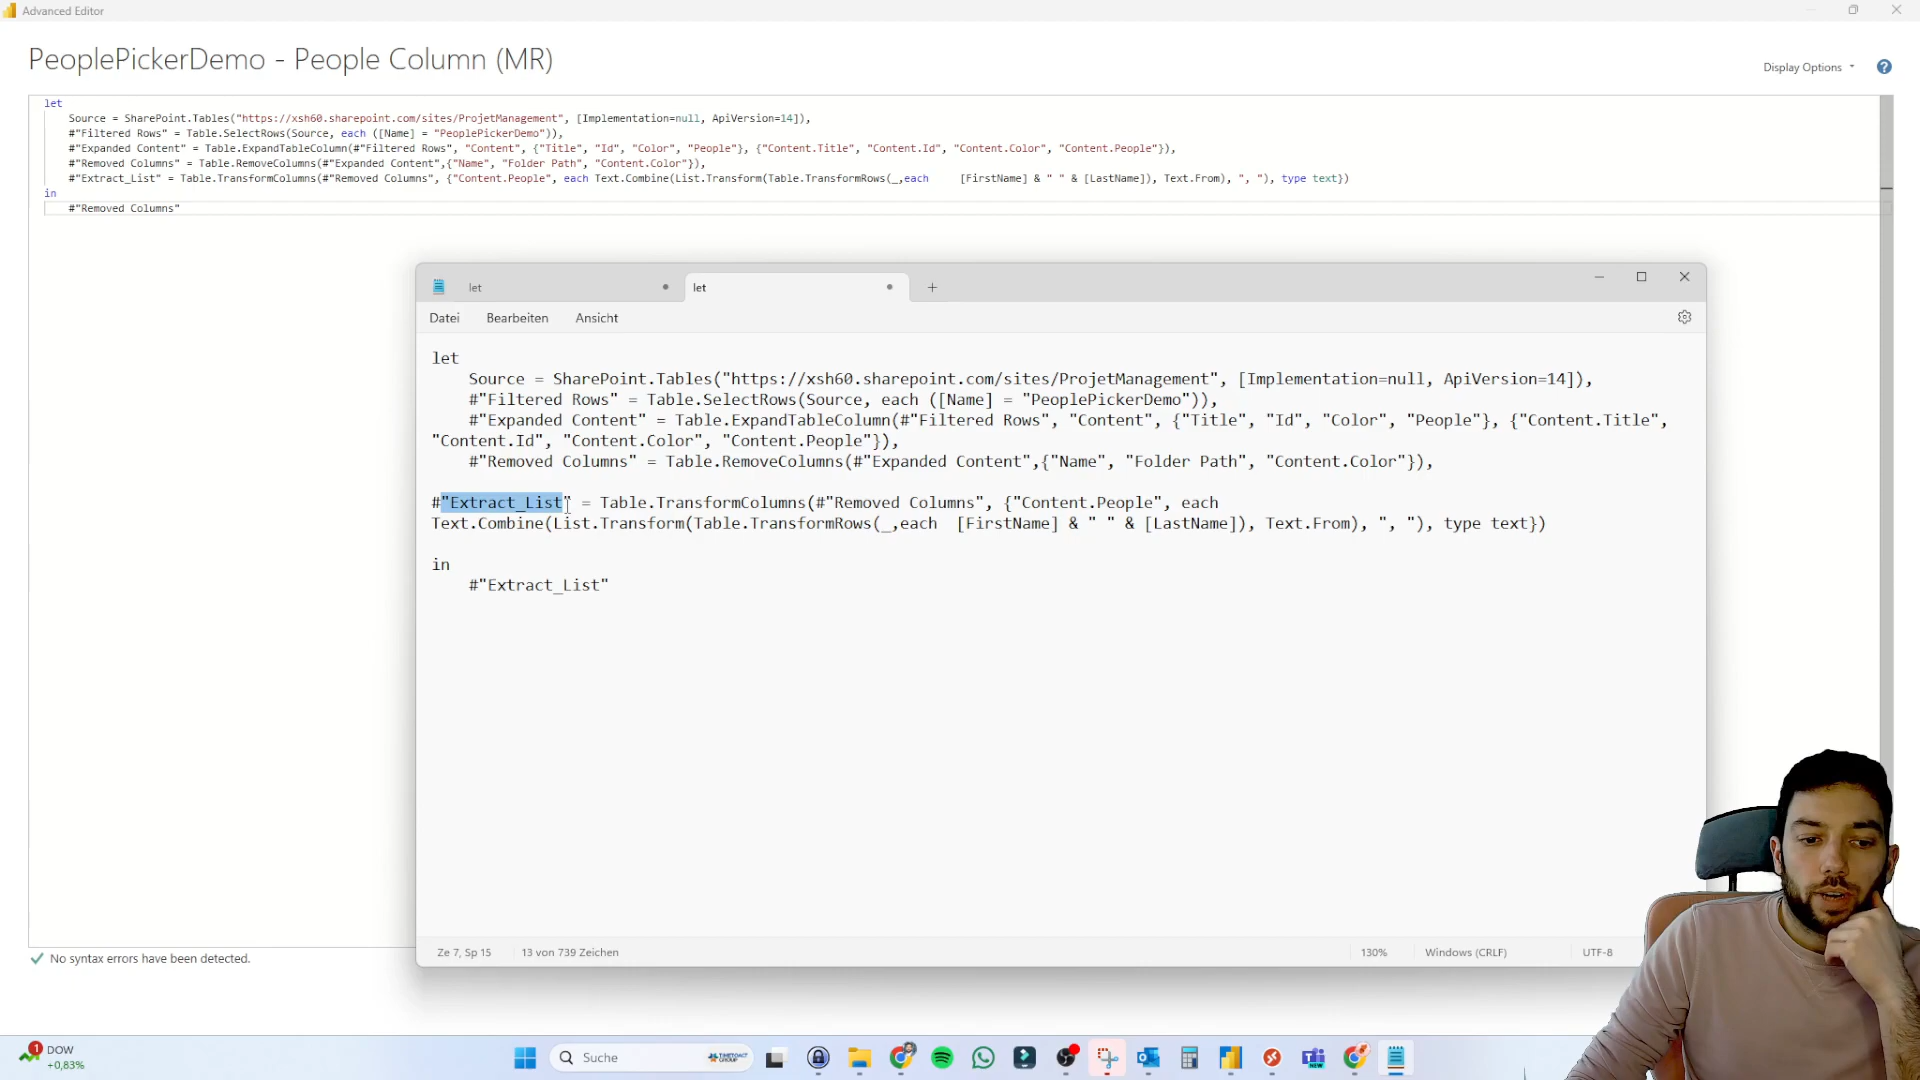 Advanced Editor
PeoplePickerDemo - People Column (MR)
Display Options
let
Source = SharePoint.Tables("https://xsh60.sharepoint.com/sites/ProjetManagement", [Implementation=null, ApiVersion=14]),
#"Filtered Rows" = Table.SelectRows(Source, each ([Name] = "PeoplePickerDemo")),
#"Expanded Content" = Table.ExpandTableColumn(#"Filtered Rows", "Content", {"Title", "Id", "Color", "People"}, {"Content.Title", "Content.Id", "Content.Color", "Content.People"}),
#"Removed Columns" = Table.RemoveColumns(#"Expanded Content",{"Name", "Folder Path", "Content.Color"}),
#"Extract_List" = Table.TransformColumns(#"Removed Columns", {"Content.People", each Text.Combine(List.Transform(Table.TransformRows(_,each [FirstName] & " " & [LastName]), Text.From), ", "), type text})
in
#"Removed Columns"
let
let
Datei Bearbeiten Ansicht
let
Source = SharePoint.Tables("https://xsh60.sharepoint.com/sites/ProjetManagement", [Implementation=null, ApiVersion=14]),
#"Filtered Rows" = Table.SelectRows(Source, each ([Name] = "PeoplePickerDemo")),
#"Expanded Content" = Table.ExpandTableColumn(#"Filtered Rows", "Content", {"Title", "Id", "Color", "People"}, {"Content.Title",
"Content.Id", "Content.Color", "Content.People"}),
#"Removed Columns" = Table.RemoveColumns(#"Expanded Content",{"Name", "Folder Path", "Content.Color"}),
#"Extract_List" = Table.TransformColumns(#"Removed Columns", {"Content.People", each
Text.Combine(List.Transform(Table.TransformRows(_,each [FirstName] & " " & [LastName]), Text.From), ", "), type text})
in
#"Extract_List"
Ze 7, Sp 15 13 von 739 Zeichen 130% Windows (CRLF) UTF-8
No syntax errors have been detected.
1 DOW
+0,83%
Suche
NEW